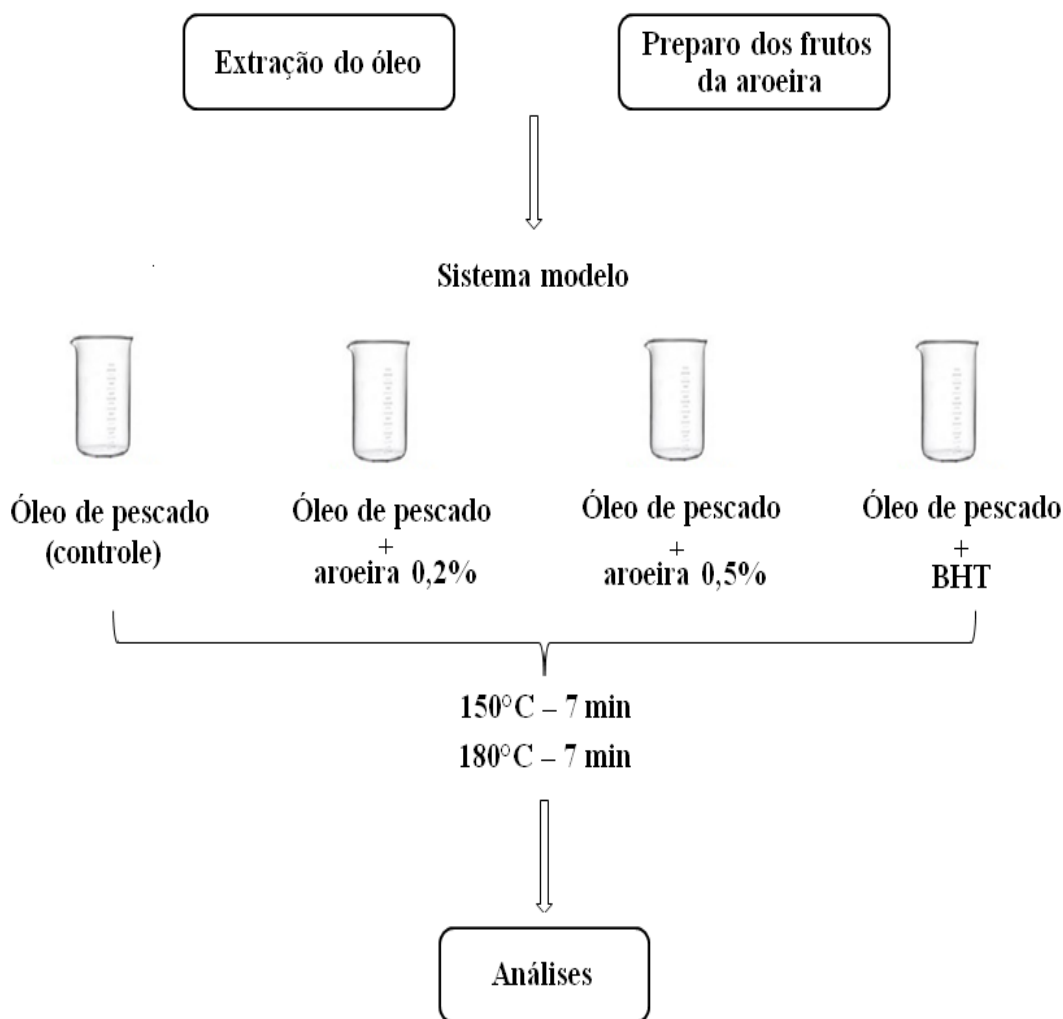 Extração do óleo
Preparo dos frutos
da aroeira
Sistema modelo
Óleo de pescado
(controle)
Óleo de pescado
+
aroeira 0,2%
Óleo de pescado
+
aroeira 0,5%
Óleo de pescado
+
BHT
150°C – 7 min
180°C – 7 min
Análises